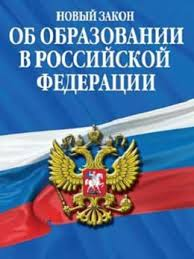 НОВЫЙ ЗАКОН
ОБ ОБРАЗОВАНИИ
В РОССИЙСКОЙ
ФЕДЕРАЦИИ